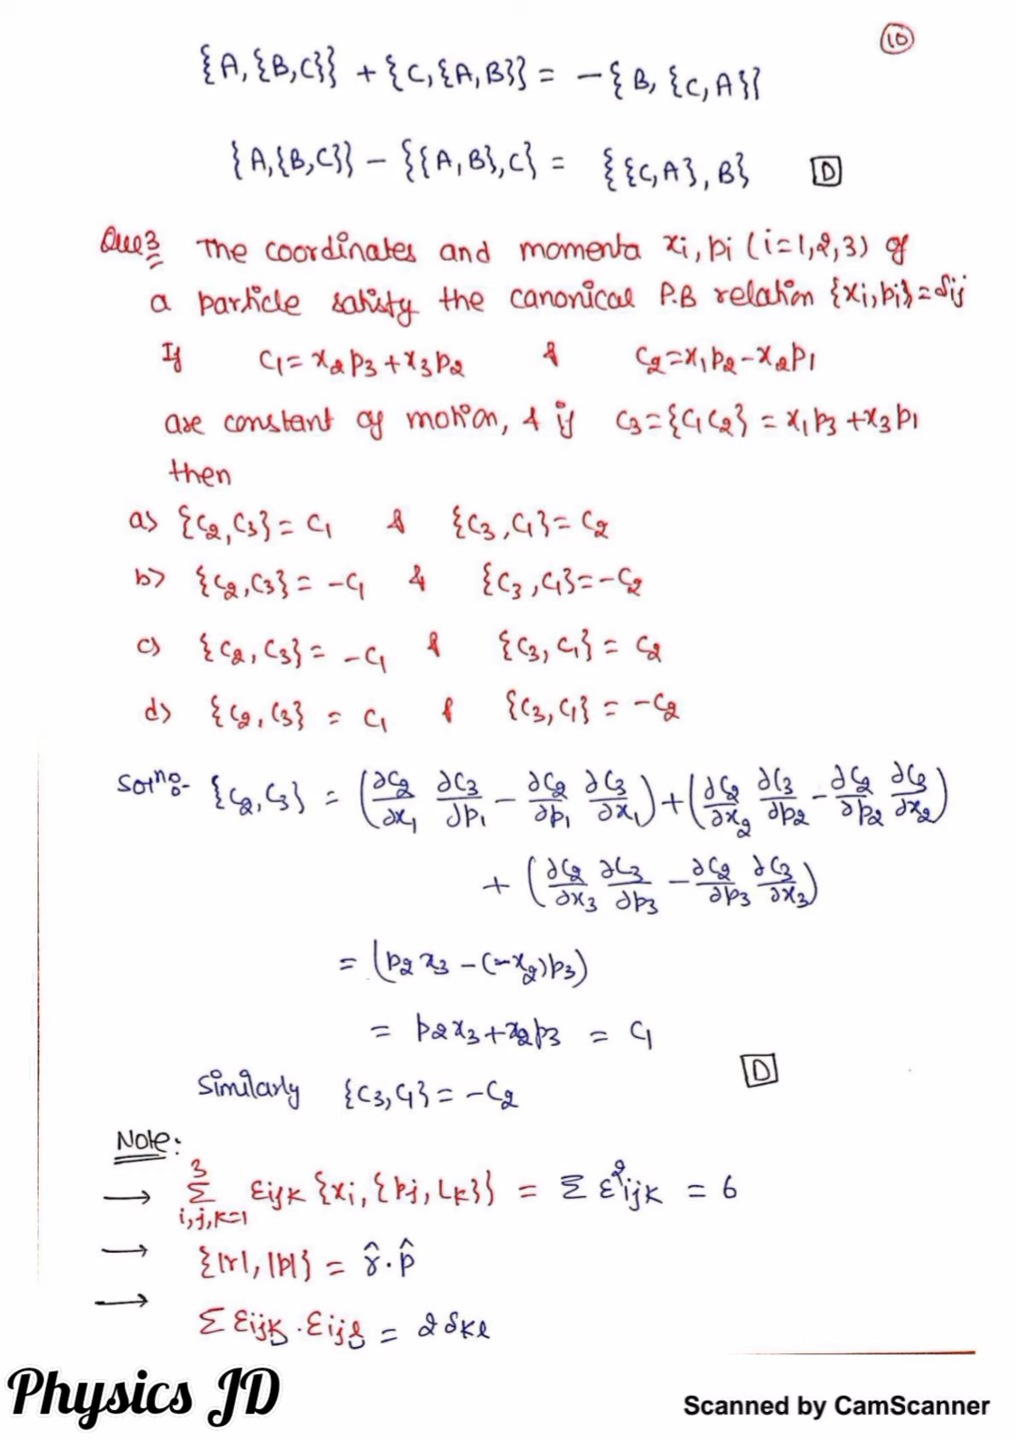 10
{A,{B,C}} + {C,{A,B}} = -{B, {C,A}}
{A,{B,C}} - {{A,B},C} = {{C,A},B} D
Que3 The coordinates and momenta xi, pi (i=1,2,3) of
a particle satisfy the canonical P.B relation {xi,pi}=δij
If C1 = x2p3+x3p2 & C2=x1p2-x2p1
are constant of motion, & if C3={C1C2} = x1p3+x3p1
then
a) {C2,C3} = C1 & {C3,C1} = C2
b) {C2,C3} = -C1 & {C3,C1}=-C2
c) {C2,C3} = -C1 & {C3,C1} = C2
d) {C2,C3} = C1 & {C3,C1} = -C2
Sol^no:- {C2,C3} = (∂C2/∂x1 ∂C3/∂p1 - ∂C2/∂p1 ∂C3/∂x1) + (∂C2/∂x2 ∂C3/∂p2 - ∂C2/∂p2 ∂C3/∂x2)
+ (∂C2/∂x3 ∂C3/∂p3 - ∂C2/∂p3 ∂C3/∂x3)
= (p2x3 - (-x2)p3)
= p2x3+x2p3 = C1
D
Similarly {C3,C1} = -C2
Note:
→ 3 Σ i,j,k=1 εijk {xi, {pj, Lk}} = Σ ε²ijk = 6
→ {|r|, |p|} = r̂.p̂
→ Σ εijk . εijl = 2 δkl
Physics JD
Scanned by CamScanner